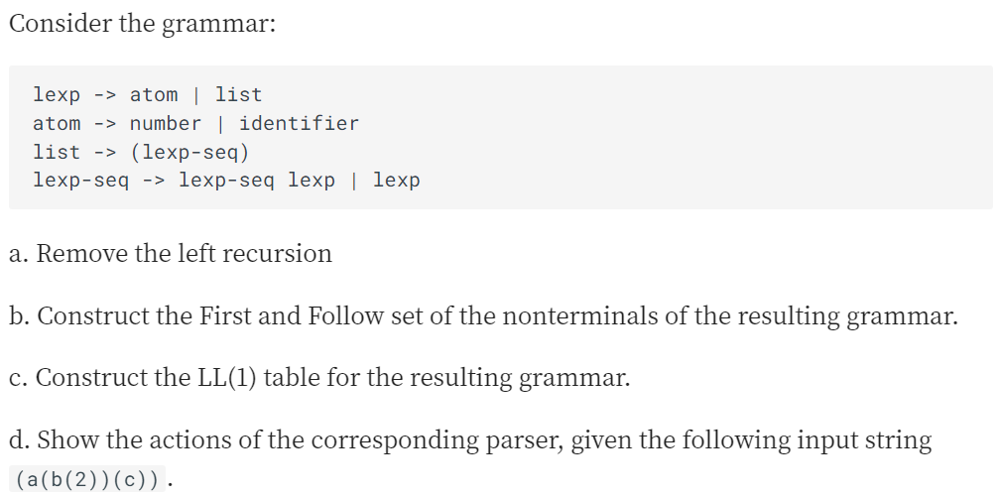 Consider the grammar:
lexp -> atom | list
atom -> number | identifier
list -> (lexp-seq)
lexp-seq -> lexp-seq lexp | lexp
a. Remove the left recursion
b. Construct the First and Follow set of the nonterminals of the resulting grammar.
c. Construct the LL(1) table for the resulting grammar.
d. Show the actions of the corresponding parser, given the following input string
(a(b(2))(c)).